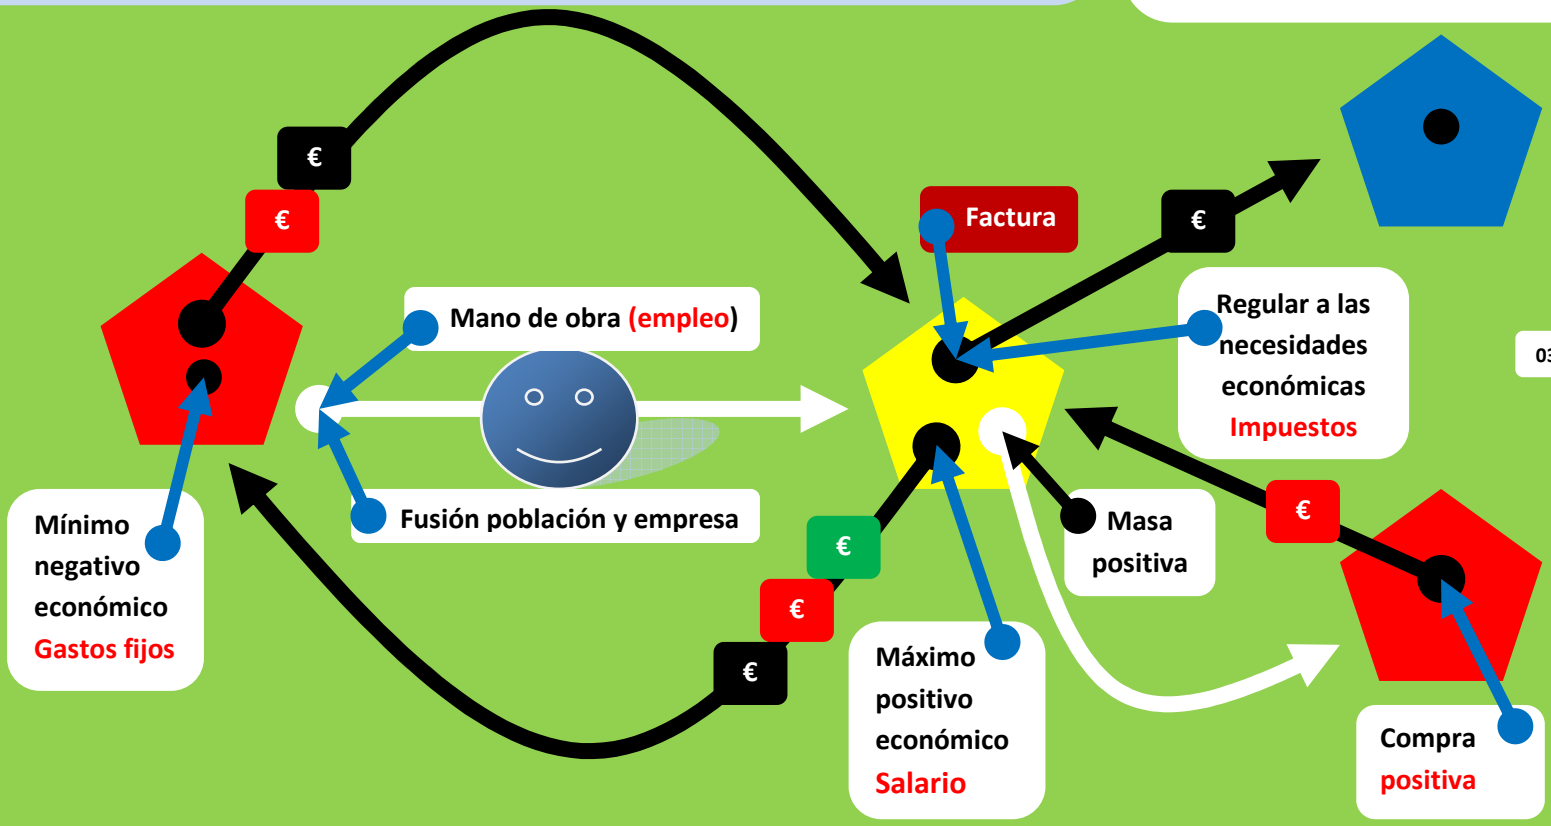 €
€
Factura
€
Mano de obra (empleo)
Regular a las
necesidades
económicas
Impuestos
03
Fusión población y empresa
Mínimo
negativo
económico
Gastos fijos
€
€
€
€
Masa
positiva
Máximo
positivo
económico
Salario
Compra
positiva